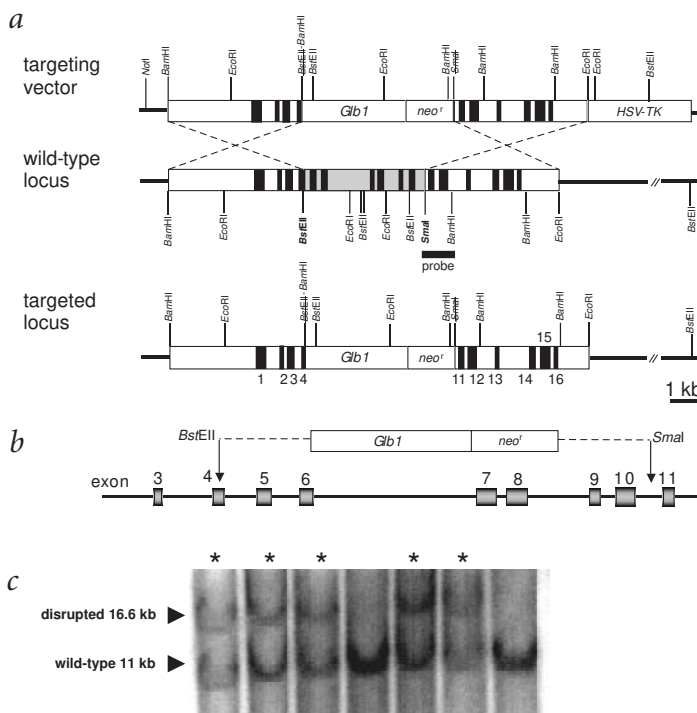 a
targeting vector
NotI
BamHI
EcoRI
BstEII-BamHI
BstEII
EcoRI
BamHI
SmaI
BamHI
BamHI
EcoRI
EcoRI
BstEII
Glb1
neoʳ
HSV-TK
wild-type locus
BamHI
EcoRI
BstEII
EcoRI
BstEII
EcoRI
BstEII
SmaI
BamHI
BamHI
EcoRI
BstEII
probe
targeted locus
BamHI
EcoRI
BstEII-BamHI
BstEII
EcoRI
BamHI
SmaI
BamHI
15
BamHI
EcoRI
BstEII
Glb1
neoʳ
1 2 3 4 11 12 13 14 16
1 kb
b
BstEII
Glb1
neoʳ
SmaI
exon 3 4 5 6 7 8 9 10 11
c
* * * * *
disrupted 16.6 kb
wild-type 11 kb